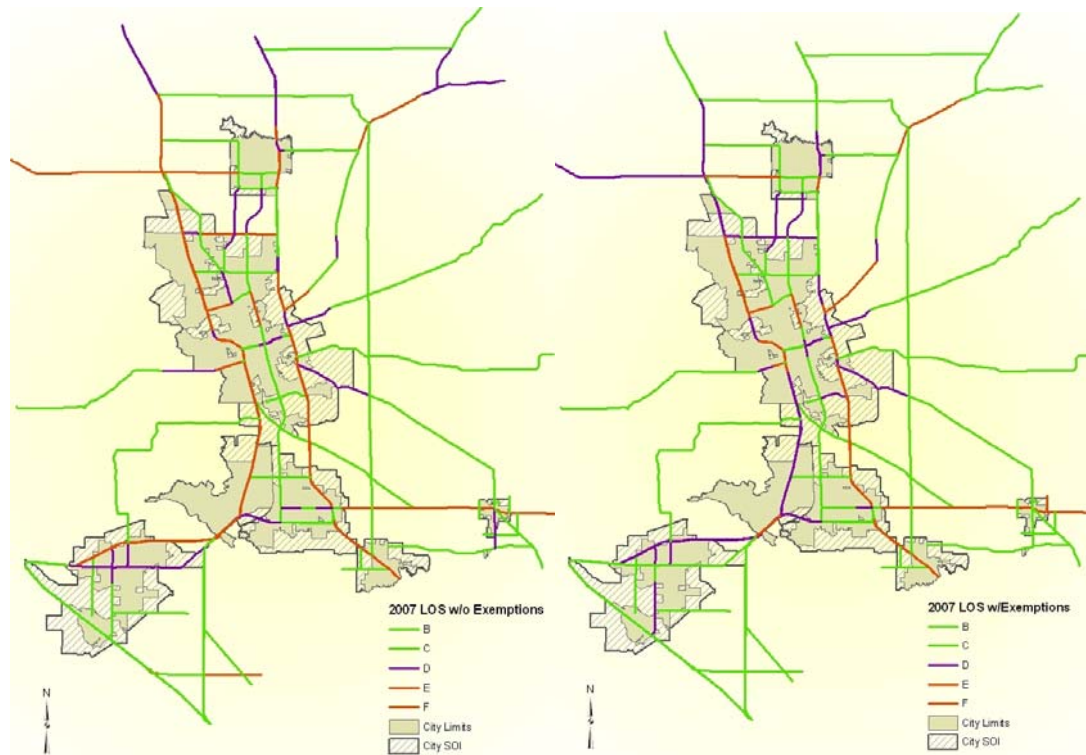 2007 LOS w/o Exemptions
B
C
D
E
F
City Limits
City SOI
N
2007 LOS w/Exemptions
B
C
D
E
F
City Limits
City SOI
N